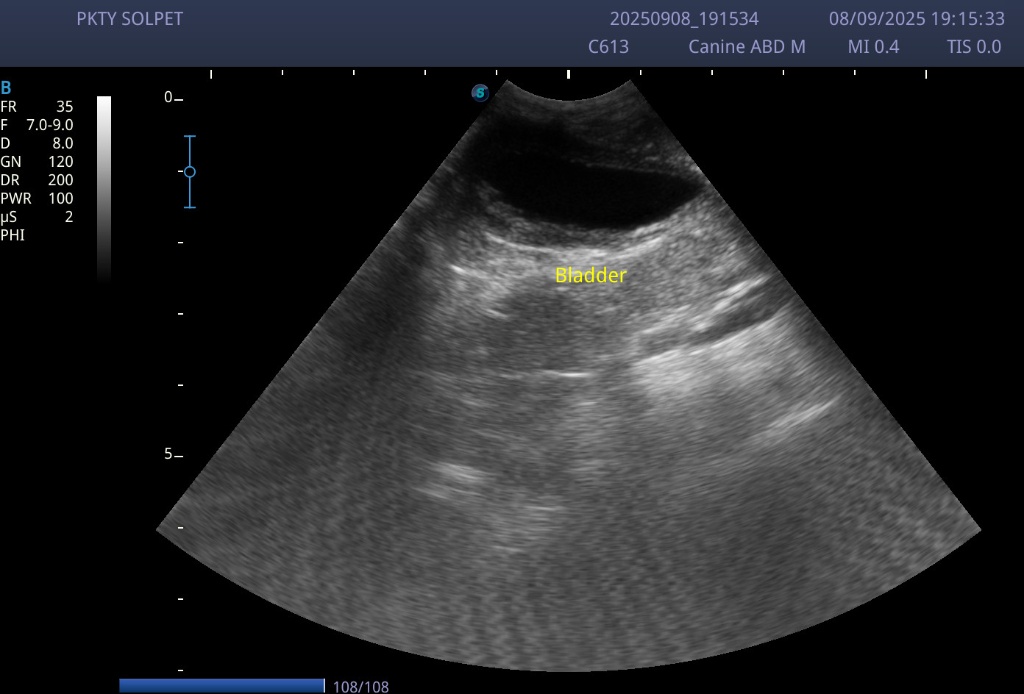 PKTY SOLPET 20250908_191534 08/09/2025 19:15:33
C613 Canine ABD M MI 0.4 TIS 0.0
B
FR 35
F 7.0-9.0
D 8.0
GN 120
DR 200
PWR 100
µS 2
PHI
0
5
Bladder
108/108